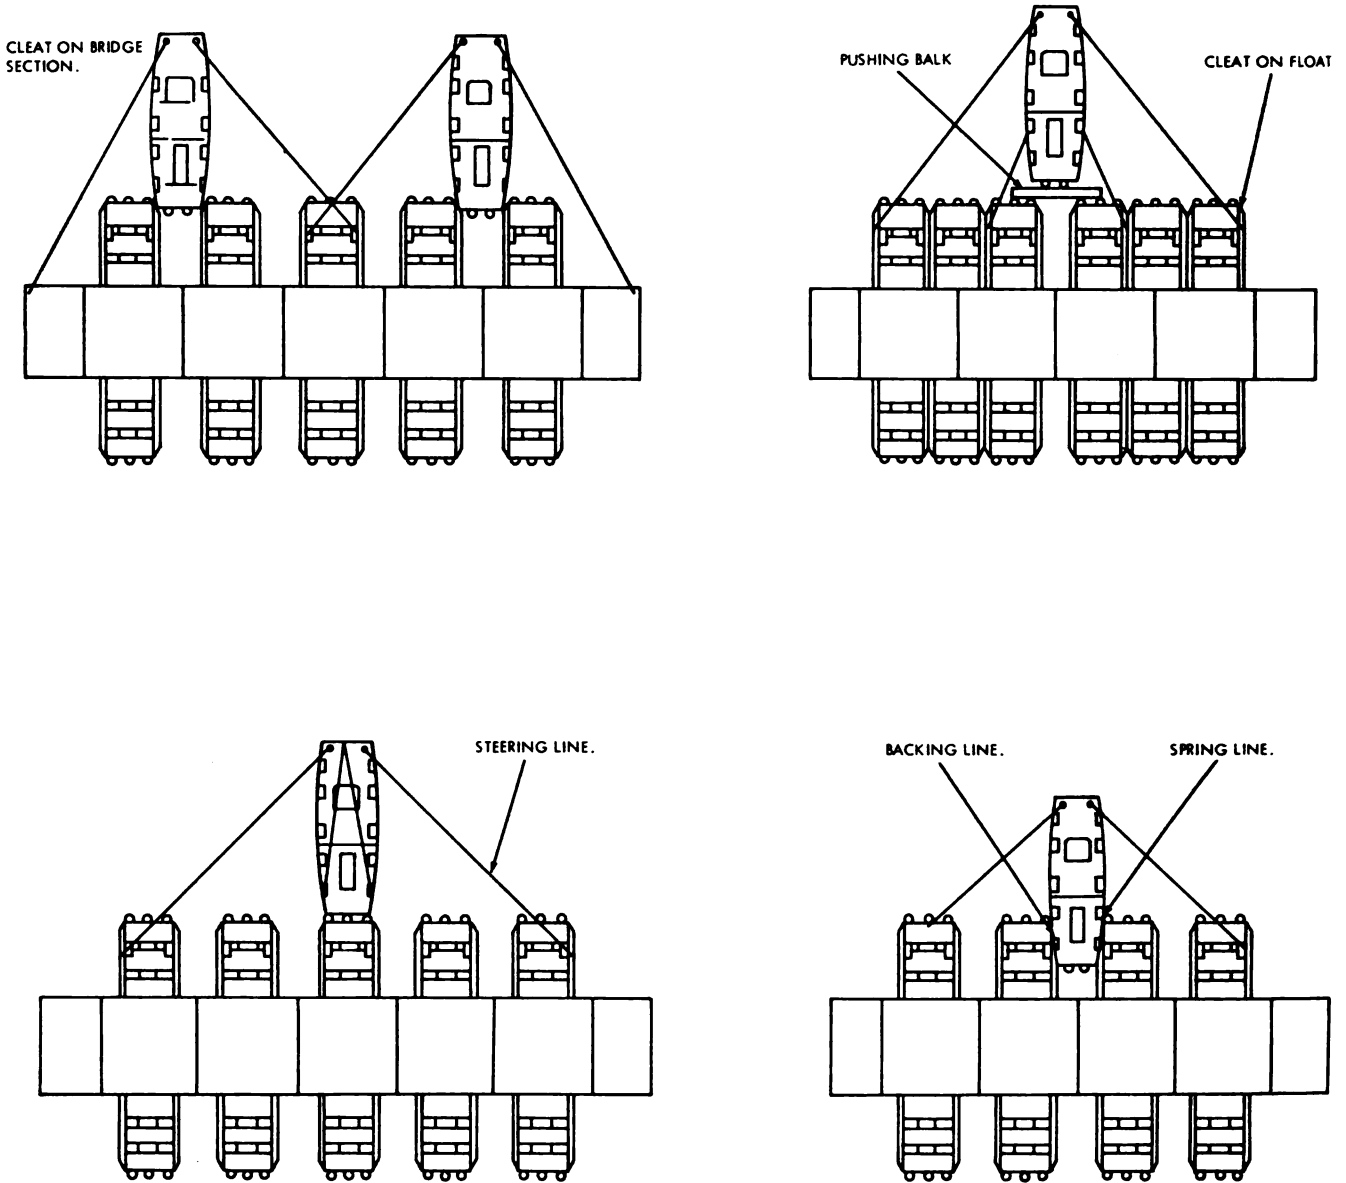 CLEAT ON BRIDGE
SECTION.
PUSHING BALK
CLEAT ON FLOAT
STEERING LINE.
BACKING LINE.
SPRING LINE.